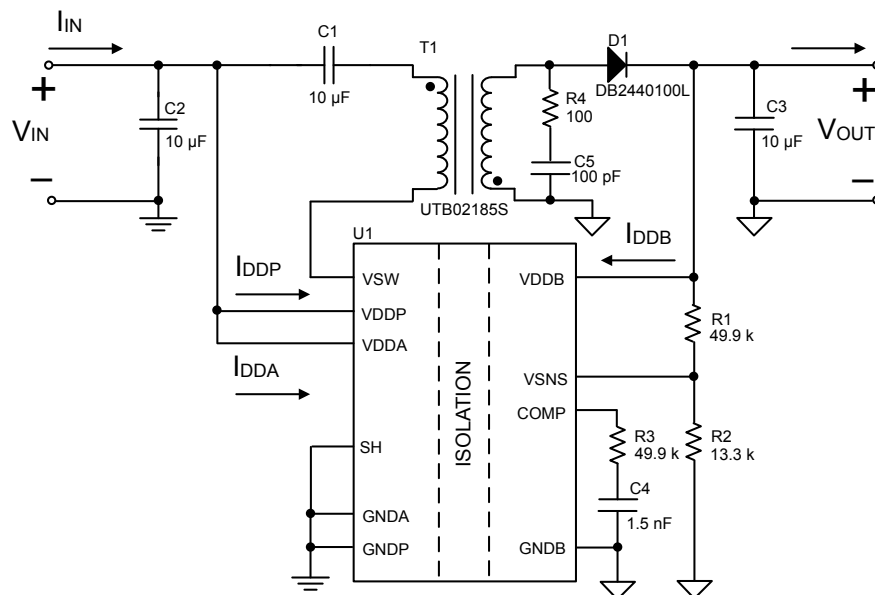 IIN
C1
10 µF
T1
D1
DB2440100L
R4
100
C5
100 pF
C2
10 µF
C3
10 µF
+
VIN
–
+
VOUT
–
UTB02185S
U1
IDDP
IDDA
IDDB
VSW
VDDP
VDDA
SH
GNDA
GNDP
ISOLATION
VDDB
VSNS
COMP
GNDB
R1
49.9 k
R2
13.3 k
R3
49.9 k
C4
1.5 nF